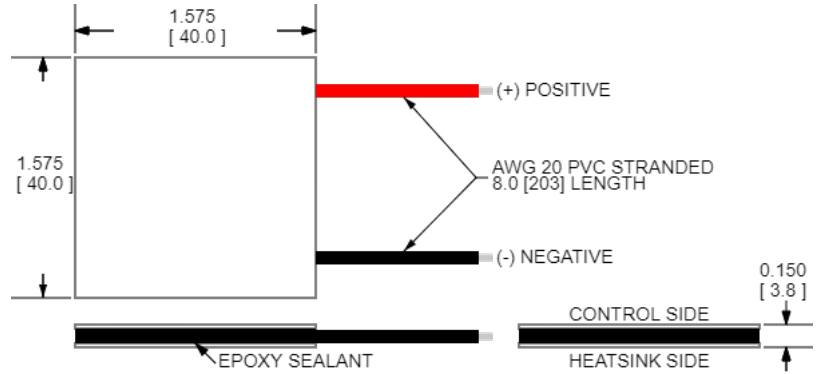 1.575
[ 40.0 ]
(+) POSITIVE
1.575
[ 40.0 ]
AWG 20 PVC STRANDED
8.0 [203] LENGTH
(-) NEGATIVE
0.150
[ 3.8 ]
CONTROL SIDE
EPOXY SEALANT
HEATSINK SIDE